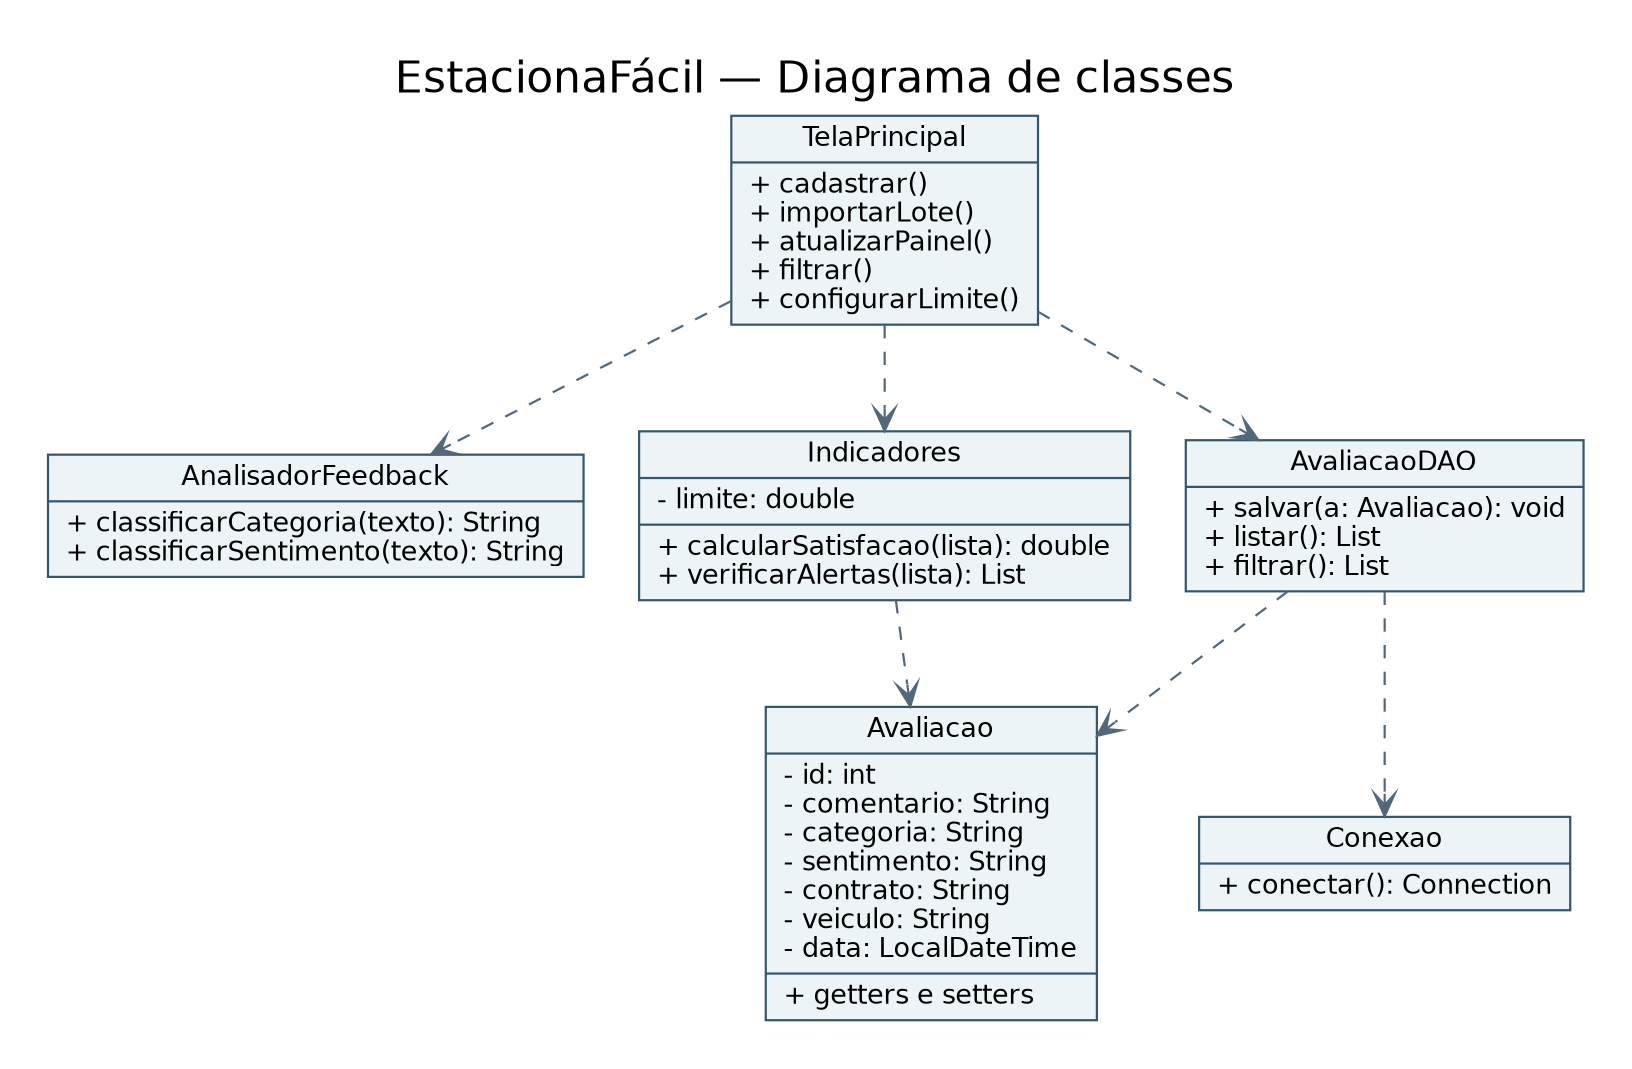 EstacionaFácil — Diagrama de classes
TelaPrincipal
+ cadastrar()
+ importarLote()
+ atualizarPainel()
+ filtrar()
+ configurarLimite()
AnalisadorFeedback
+ classificarCategoria(texto): String
+ classificarSentimento(texto): String
Indicadores
- limite: double
+ calcularSatisfacao(lista): double
+ verificarAlertas(lista): List
AvaliacaoDAO
+ salvar(a: Avaliacao): void
+ listar(): List
+ filtrar(): List
Avaliacao
- id: int
- comentario: String
- categoria: String
- sentimento: String
- contrato: String
- veiculo: String
- data: LocalDateTime
+ getters e setters
Conexao
+ conectar(): Connection